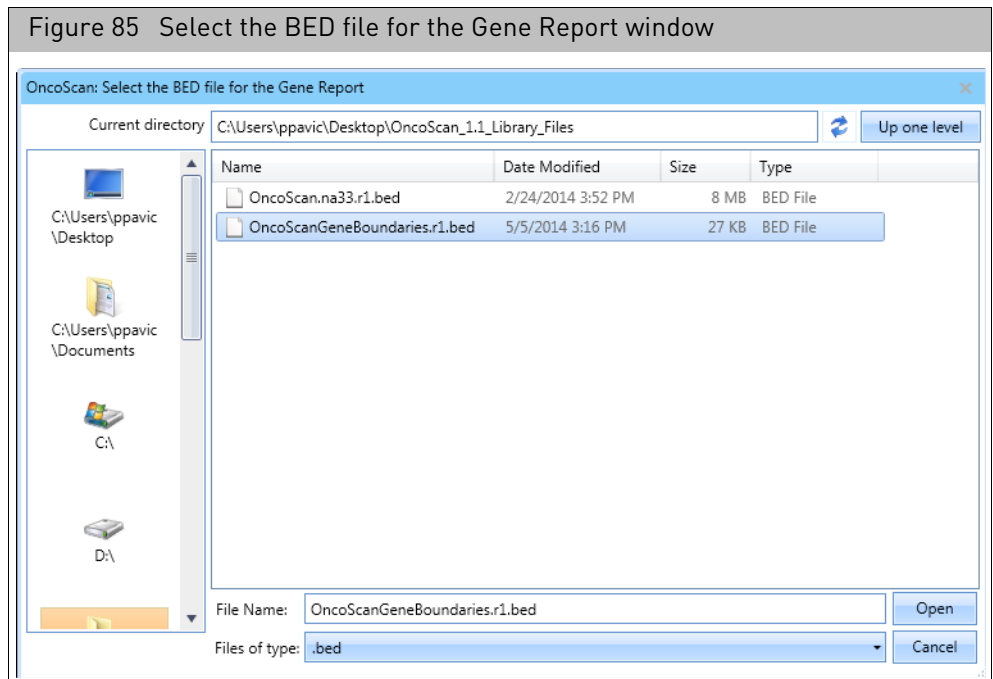 Figure 85 Select the BED file for the Gene Report window
OncoScan: Select the BED file for the Gene Report
Current directory C:\Users\ppavic\Desktop\OncoScan_1.1_Library_Files Up one level
C:\Users\ppavic
\Desktop
C:\Users\ppavic
\Documents
C:\
D:\
Name Date Modified Size Type
OncoScan.na33.r1.bed 2/24/2014 3:52 PM 8 MB BED File
OncoScanGeneBoundaries.r1.bed 5/5/2014 3:16 PM 27 KB BED File
File Name: OncoScanGeneBoundaries.r1.bed Open
Files of type: .bed Cancel